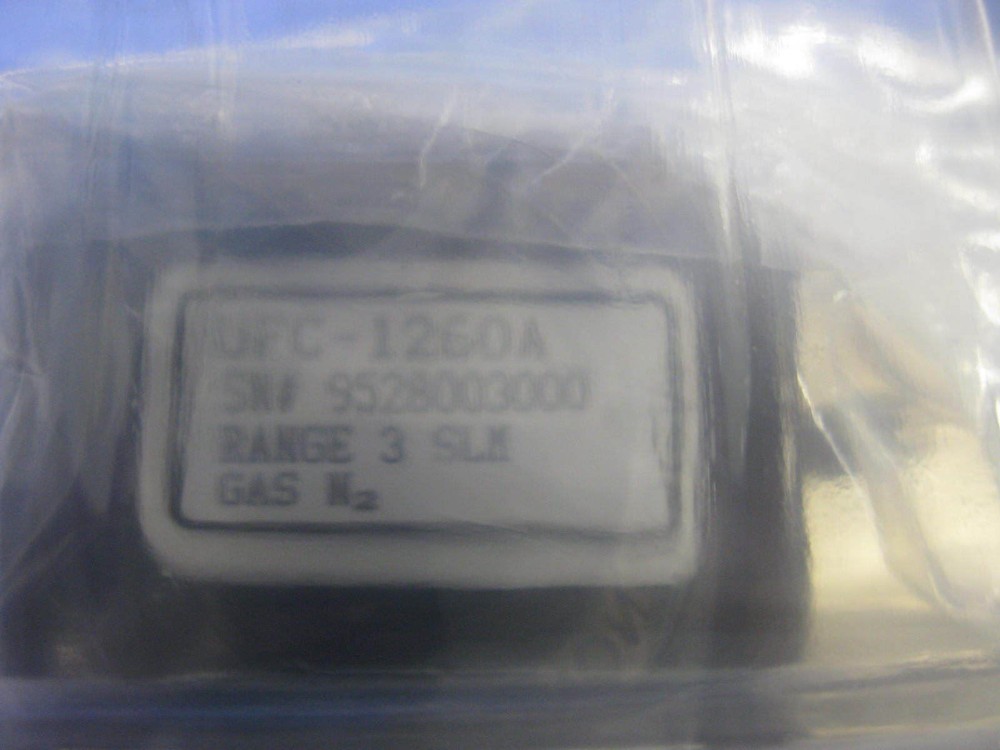 UFC-1260A
SN# 9528003000
RANGE 3 SLM
GAS N₂